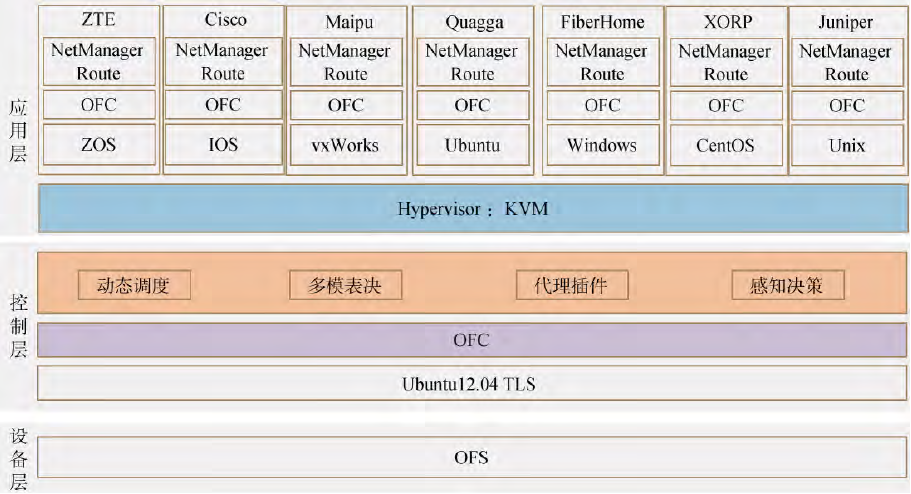 ZTE Cisco Maipu Quagga FiberHome XORP Juniper
NetManager NetManager NetManager NetManager NetManager NetManager NetManager
Route Route Route Route Route Route Route
OFC OFC OFC OFC OFC OFC OFC
ZOS IOS vxWorks Ubuntu Windows CentOS Unix
应用层
Hypervisor：KVM
动态调度 多模表决 代理插件 感知决策
控制层
OFC
Ubuntu12.04 TLS
设备层
OFS